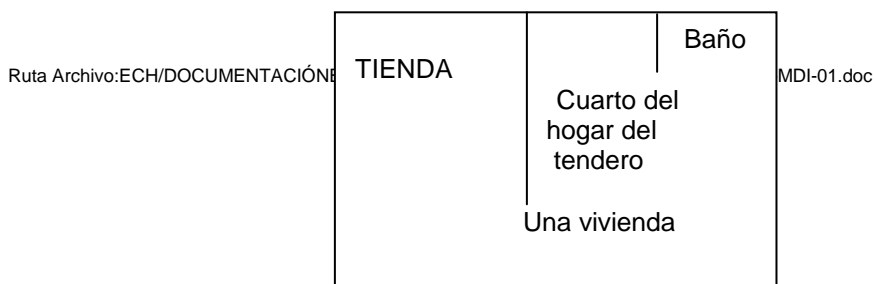 Baño
TIENDA
Ruta Archivo:ECH/DOCUMENTACIÓN MDI-01.doc
Cuarto del
hogar del
tendero
Una vivienda